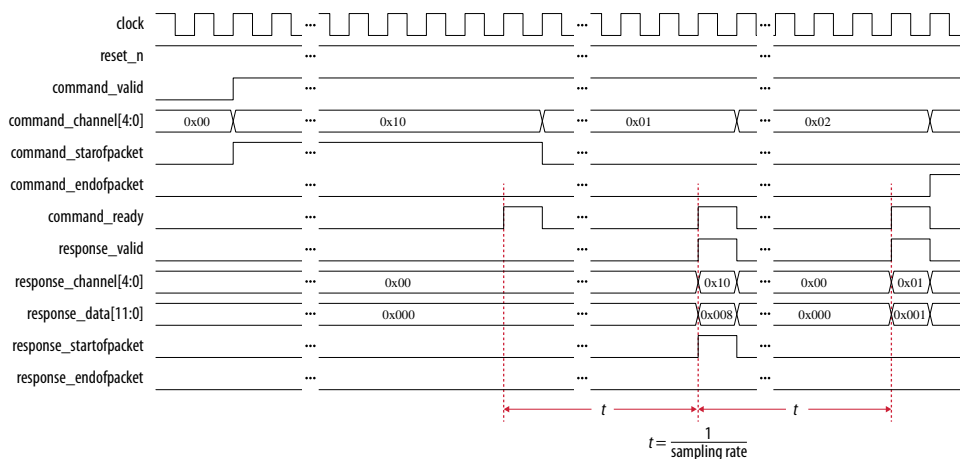 clock
... ... ...
reset_n
... ... ...
command_valid
... ... ...
command_channel[4:0] 0x00 0x10 0x01 0x02
... ... ...
command_starofpacket
... ... ...
command_endofpacket
... ... ...
command_ready
... ... ...
response_valid
... ... ...
response_channel[4:0] 0x00 0x10 0x00 0x01
... ... ...
response_data[11:0] 0x000 0x008 0x000 0x001
... ... ...
response_startofpacket
... ... ...
response_endofpacket
... ... ...
t t
t = 1
sampling rate